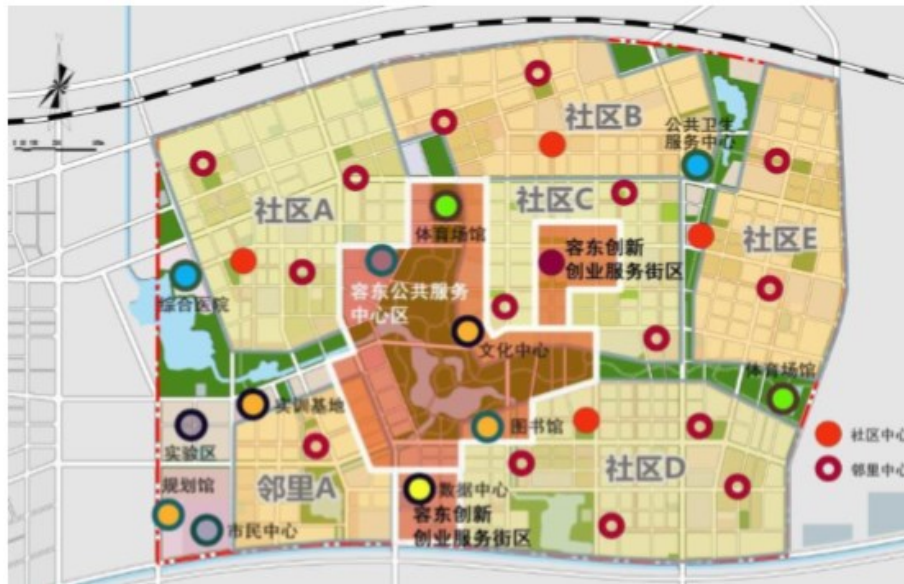 社区B
公共卫生
服务中心
社区A
社区C
体育场馆
社区E
容东创新
创业服务街区
综合医院
容东公共服务
中心区
文化中心
体育场馆
实训基地
图书馆
社区中心
实验区
社区D
邻里中心
规划馆
邻里A
数据中心
市民中心
容东创新
创业服务街区